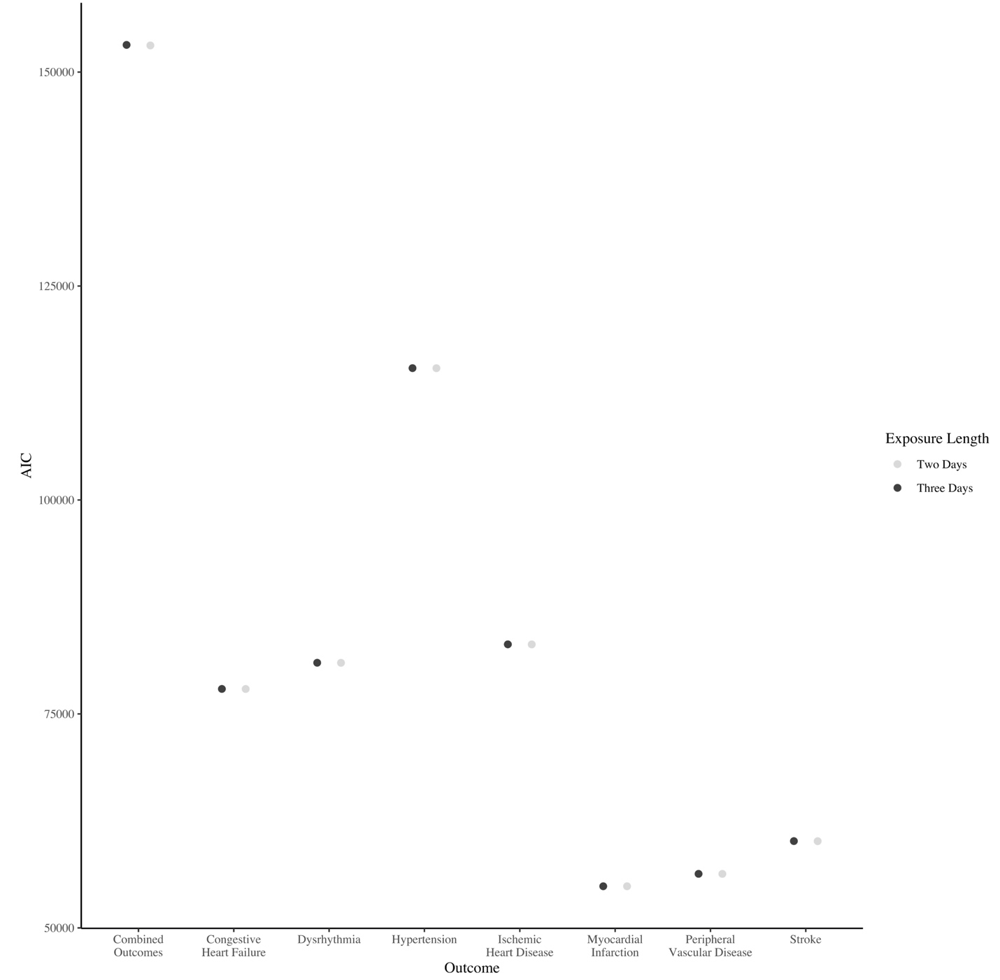 150000
125000
100000
75000
50000
AIC
Combined
Outcomes
Congestive
Heart Failure
Dysrhythmia
Hypertension
Ischemic
Heart Disease
Myocardial
Infarction
Peripheral
Vascular Disease
Stroke
Outcome
Exposure Length
Two Days
Three Days